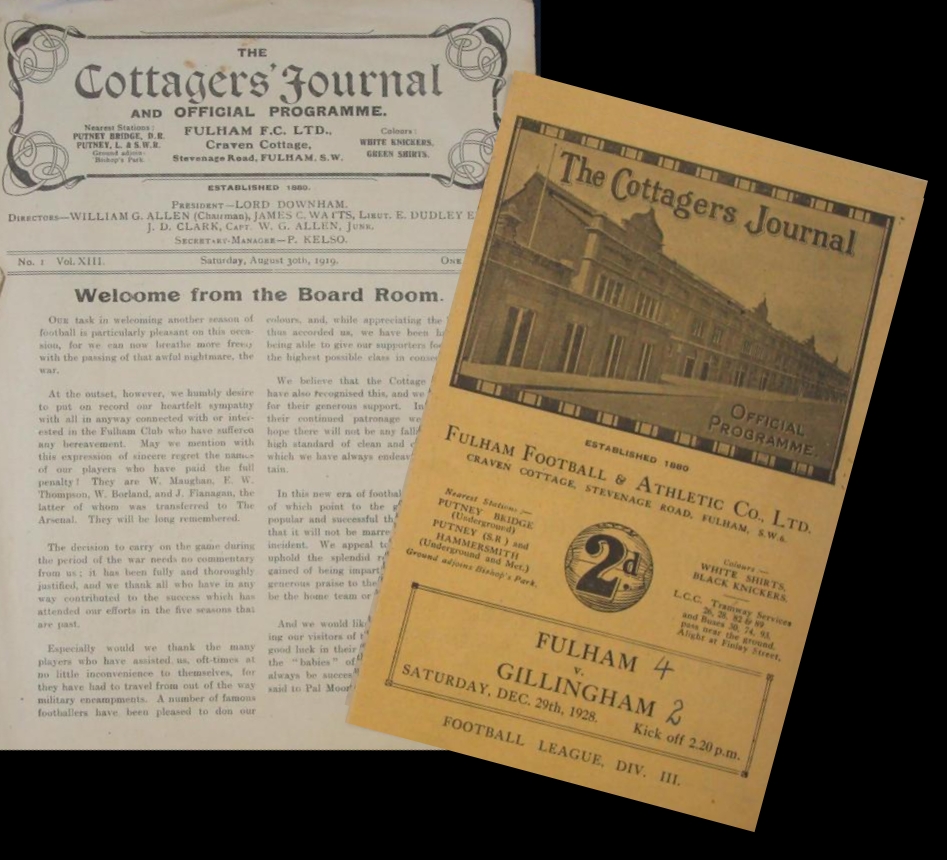 THE
Cottagers' Journal
AND OFFICIAL PROGRAMME.
Nearest Stations:
PUTNEY BRIDGE, D.R.
PUTNEY, L. & S.W.R.
Ground adjoins
Bishop's Park.
FULHAM F.C. LTD.,
Craven Cottage,
Stevenage Road, FULHAM, S.W.
Colours:
WHITE KNICKERS,
GREEN SHIRTS.
ESTABLISHED 1880.
PRESIDENT—LORD DOWNHAM.
DIRECTORS—WILLIAM G. ALLEN (Chairman), JAMES C. WATTS, LIEUT. E. DUDLEY E
J. D. CLARK, CAPT. W. G. ALLEN, JUNR.
SECRETARY-MANAGER—P. KELSO.
No. 1 Vol. XIII. Saturday, August 30th, 1919. ONE
Welcome from the Board Room.
OUR task in welcoming another season of
football is particularly pleasant on this occa-
sion, for we can now breathe more freely
with the passing of that awful nightmare, the
war.
At the outset, however, we humbly desire
to put on record our heartfelt sympathy
with all in anyway connected with or inter-
ested in the Fulham Club who have suffered
any bereavement. May we mention with
this expression of sincere regret the names
of our players who have paid the full
penalty! They are W. Maughan, E. W.
Thompson, W. Borland, and J. Flanagan, the
latter of whom was transferred to The
Arsenal. They will be long remembered.
The decision to carry on the game during
the period of the war needs no commentary
from us; it has been fully and thoroughly
justified, and we thank all who have in any
way contributed to the success which has
attended our efforts in the five seasons that
are past.
Especially would we thank the many
players who have assisted us, oft-times at
no little inconvenience to themselves, for
they have had to travel from out of the way
military encampments. A number of famous
footballers have been pleased to don our
colours, and, while appreciating the
thus accorded us, we have been
being able to give our supporters
the highest possible class in
We believe that the Cottage
have also recognised this, and we
for their generous support. In
their continued patronage we
hope there will not be any
high standard of clean and
which we have always
tain.
In this new era of
of which point to the
popular and successful
that it will not be
incident. We appeal to
uphold the splendid
gained of being
generous praise to the
be the home team or
And we would
ing our visitors of
good luck in their
the "babies" of
always be
said to Pal
The Cottagers Journal
OFFICIAL
PROGRAMME.
ESTABLISHED 1880
FULHAM FOOTBALL & ATHLETIC CO., LTD.
CRAVEN COTTAGE, STEVENAGE ROAD, FULHAM, S.W.6.
Nearest Stations:—
PUTNEY BRIDGE
(Underground)
PUTNEY (S.R) and
HAMMERSMITH
(Underground and Met.)
Ground adjoins Bishop's Park.
2d
Colours—
WHITE SHIRTS.
BLACK KNICKERS.
L.C.C. Tramway Services
26, 28, 82 & 89
and Buses 30, 74, 93,
pass near the ground.
Alight at Finlay Street.
FULHAM 4
v.
GILLINGHAM 2
SATURDAY, DEC. 29th, 1928.
Kick off 2.20 p.m.
FOOTBALL LEAGUE, DIV. III.